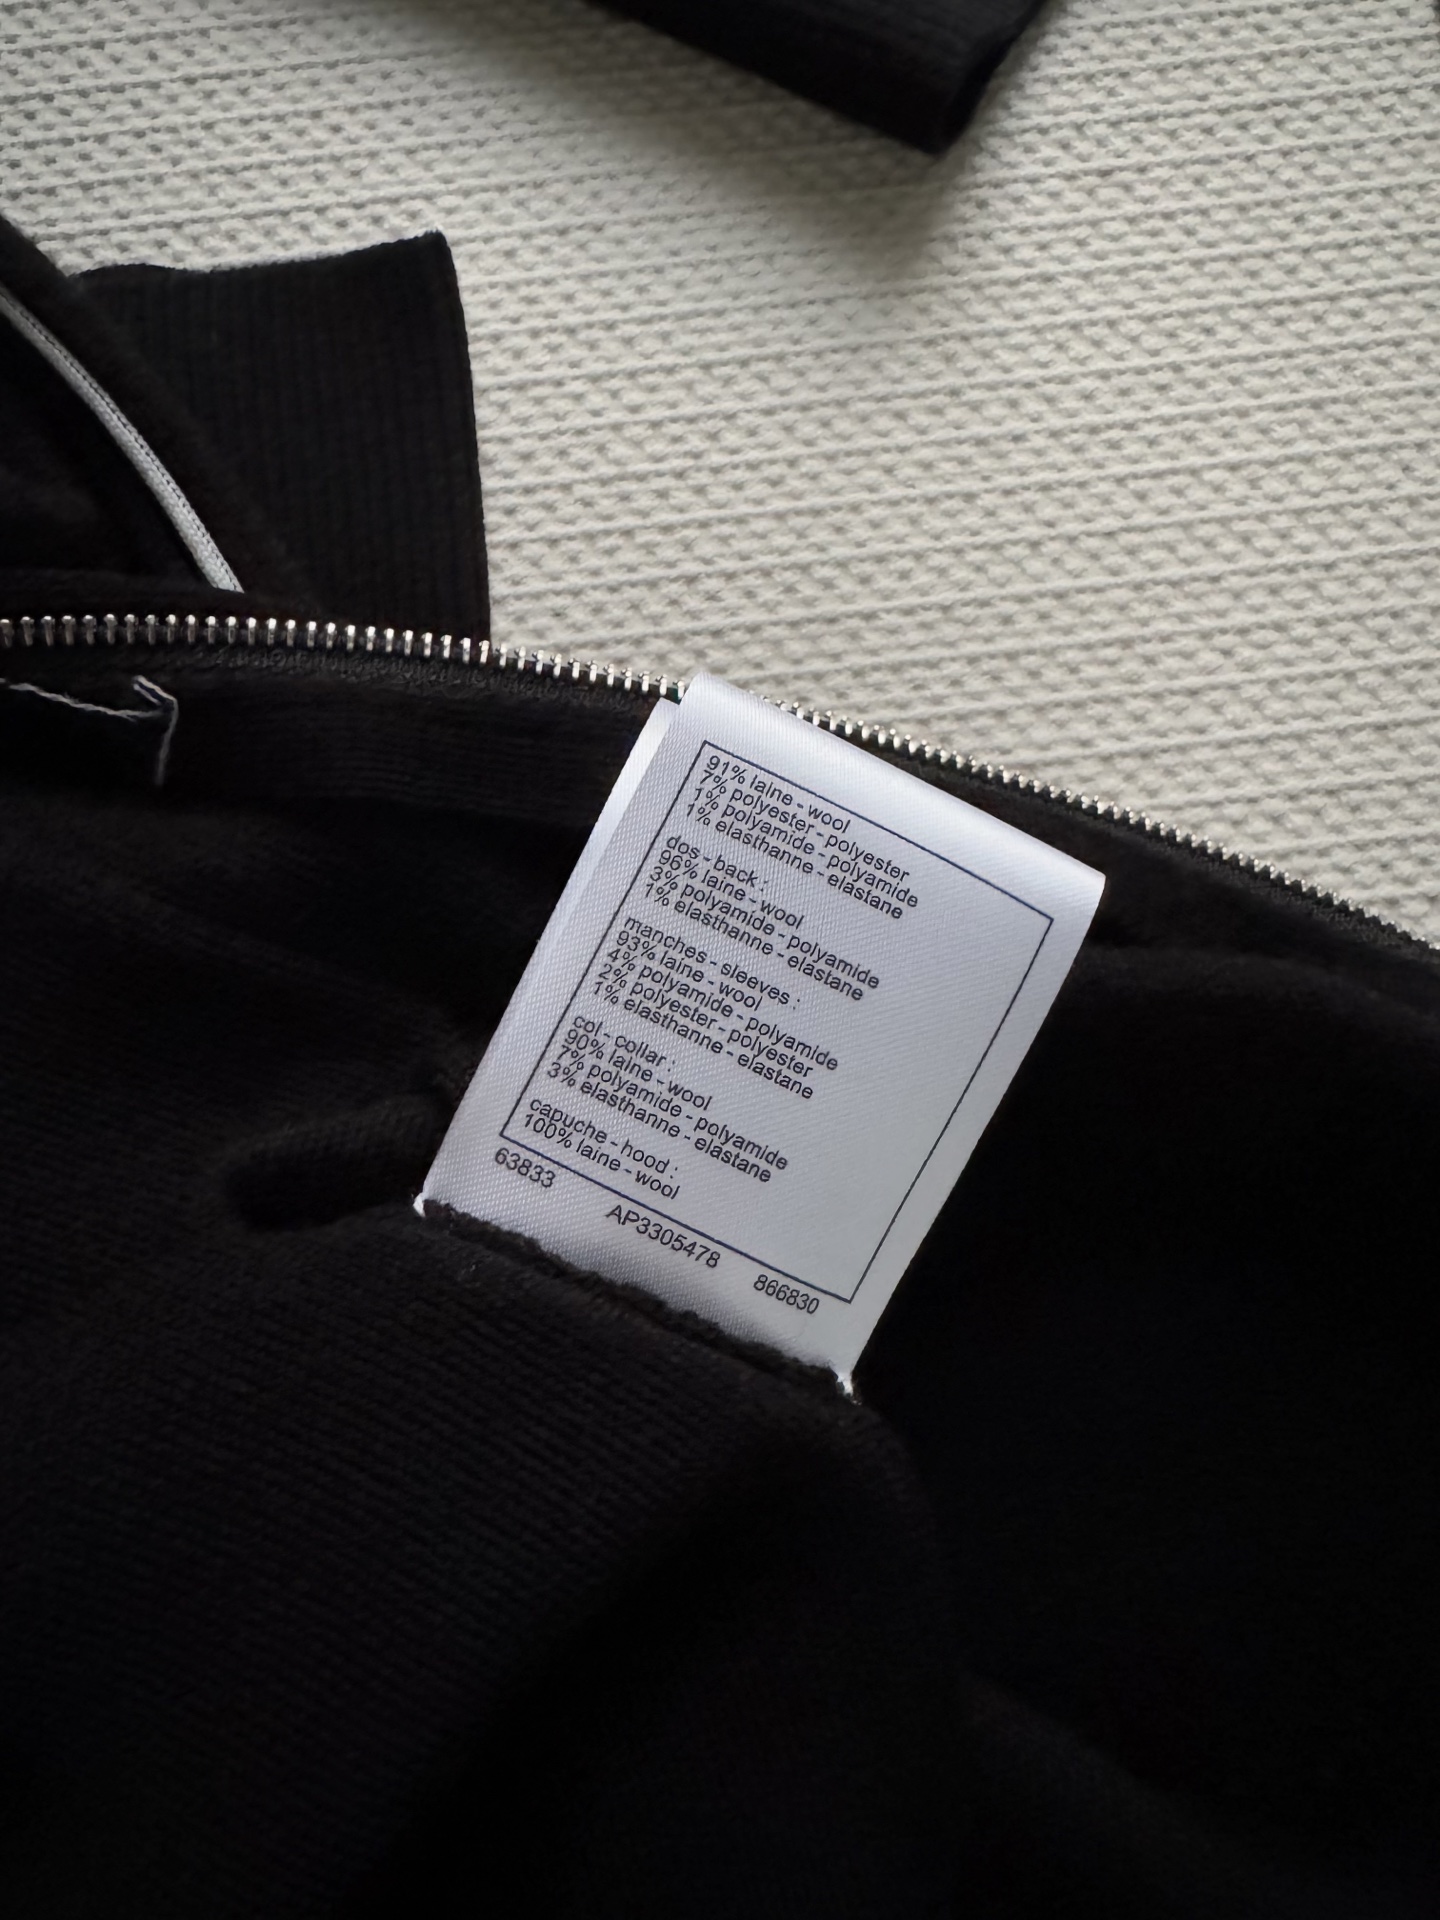 91% laine - wool
7% polyester - polyester
1% polyamide - polyamide
1% elasthanne - elastane
dos - back :
96% laine - wool
3% polyamide - polyamide
1% elasthanne - elastane
manches - sleeves :
93% laine - wool
4% polyamide - polyamide
2% polyester - polyester
1% elasthanne - elastane
col - collar :
90% laine - wool
7% polyamide - polyamide
3% elasthanne - elastane
capuche - hood :
100% laine - wool
63833 AP3305478 866830